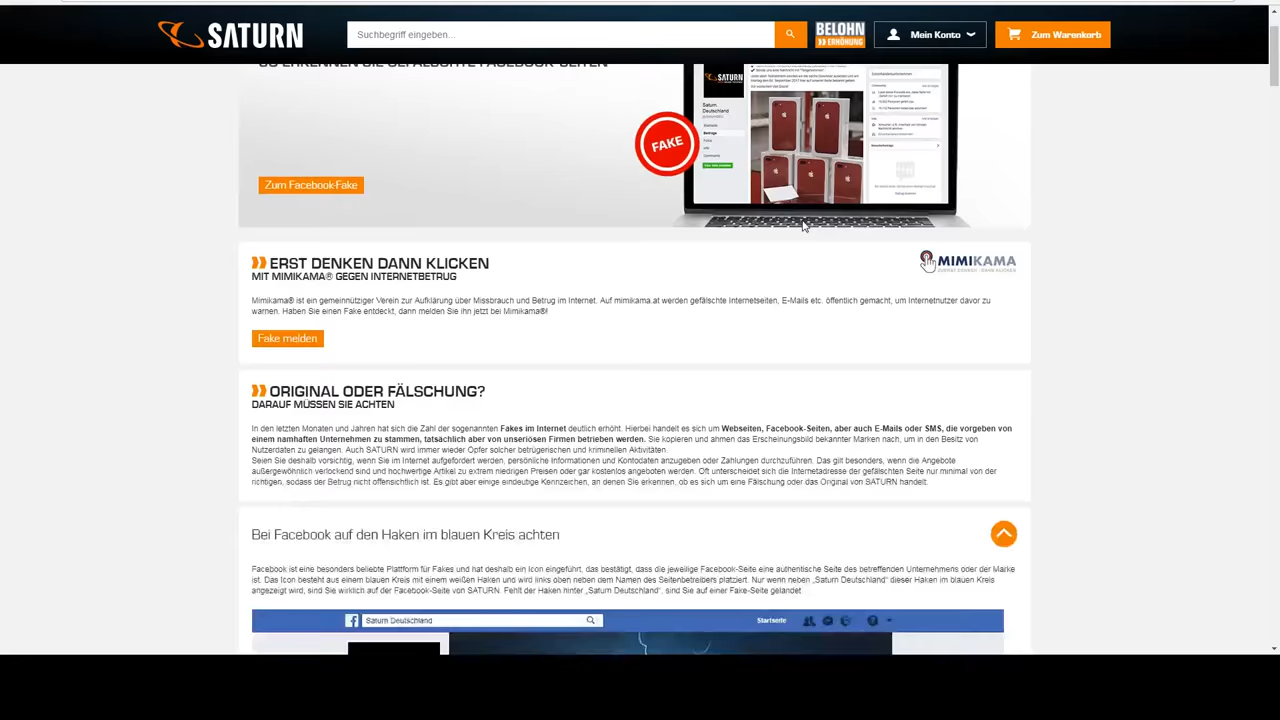 SATURN
Suchbegriff eingeben...
BELOHN
ERHÖHUNG
Mein Konto
Zum Warenkorb
SO ERKENNEN SIE GEFÄLSCHTE FACEBOOK-SEITEN
SATURN
Saturn
Deutschland
FAKE
Zum Facebook-Fake
ERST DENKEN DANN KLICKEN
MIT MIMIKAMA® GEGEN INTERNETBETRUG
MIMIKAMA
Mimikama® ist ein gemeinnütziger Verein zur Aufklärung über Missbrauch und Betrug im Internet. Auf mimikama.at werden gefälschte Internetseiten, E-Mails etc. öffentlich gemacht, um Internetnutzer davor zu
warnen. Haben Sie einen Fake entdeckt, dann melden Sie ihn jetzt bei Mimikama®!
Fake melden
ORIGINAL ODER FÄLSCHUNG?
DARAUF MÜSSEN SIE ACHTEN
In den letzten Monaten und Jahren hat sich die Zahl der sogenannten Fakes im Internet deutlich erhöht. Hierbei handelt es sich um Webseiten, Facebook-Seiten, aber auch E-Mails oder SMS, die vorgeben von
einem namhaften Unternehmen zu stammen, tatsächlich aber von unseriösen Firmen betrieben werden. Sie kopieren und ahmen das Erscheinungsbild bekannter Marken nach, um in den Besitz von
Nutzerdaten zu gelangen. Auch SATURN wird immer wieder Opfer solcher betrügerischen und kriminellen Aktivitäten.
Seien Sie deshalb vorsichtig, wenn Sie im Internet aufgefordert werden, persönliche Informationen und Kontodaten anzugeben oder Zahlungen durchzuführen. Das gilt besonders, wenn die Angebote
außergewöhnlich verlockend sind und hochwertige Artikel zu extrem niedrigen Preisen oder gar kostenlos angeboten werden. Oft unterscheidet sich die Internetadresse der gefälschten Seite nur minimal von der
richtigen, sodass der Betrug nicht offensichtlich ist. Es gibt aber einige eindeutige Kennzeichen, an denen Sie erkennen, ob es sich um eine Fälschung oder das Original von SATURN handelt.
Bei Facebook auf den Haken im blauen Kreis achten
Facebook ist eine besonders beliebte Plattform für Fakes und hat deshalb ein Icon eingeführt, das bestätigt, dass die jeweilige Facebook-Seite eine authentische Seite des betreffenden Unternehmens oder der Marke
ist. Das Icon besteht aus einem blauen Kreis mit einem weißen Haken und wird links oben neben dem Namen des Seitenbetreibers platziert. Nur wenn neben „Saturn Deutschland" dieser Haken im blauen Kreis
angezeigt wird, sind Sie wirklich auf der Facebook-Seite von SATURN. Fehlt der Haken hinter „Saturn Deutschland", sind Sie auf einer Fake-Seite gelandet
Saturn Deutschland
Startseite